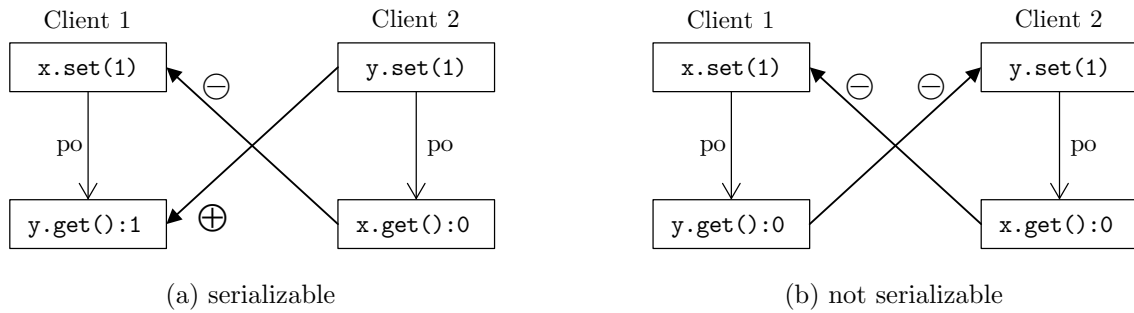 Client 1 Client 2 Client 1 Client 2
x.set(1) y.set(1) x.set(1) y.set(1)
⊖ ⊖ ⊖
po po po po
y.get():1 ⊕ x.get():0 y.get():0 x.get():0
(a) serializable (b) not serializable